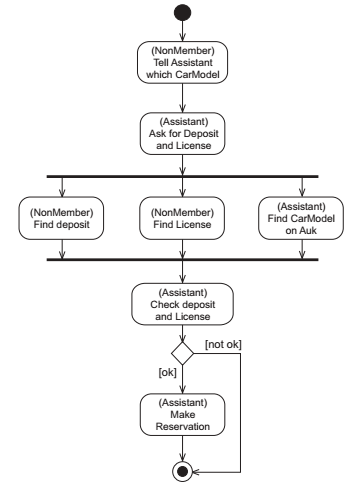 (NonMember)
Tell Assistant
which CarModel
(Assistant)
Ask for Deposit
and License
(NonMember)
Find deposit
(NonMember)
Find License
(Assistant)
Find CarModel
on Auk
(Assistant)
Check deposit
and License
[not ok]
[ok]
(Assistant)
Make
Reservation